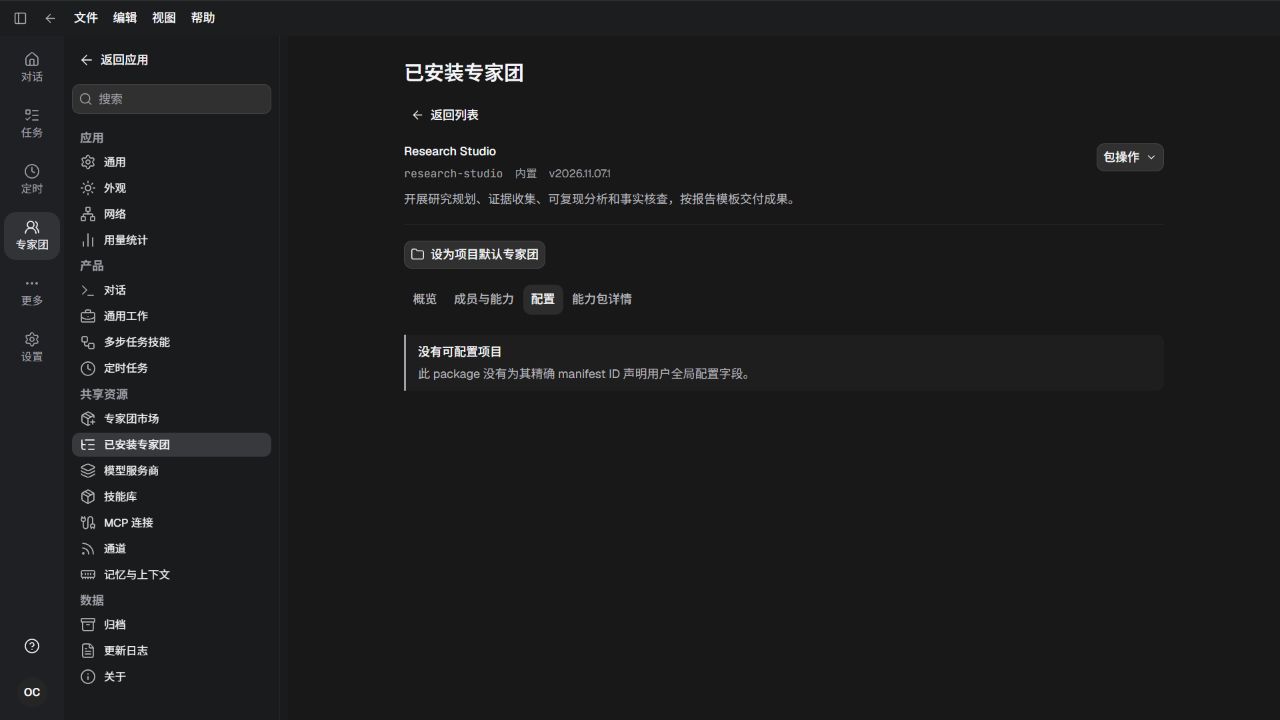 文件 编辑 视图 帮助
对话
任务
定时
专家团
更多
设置
OC
返回应用
搜索
应用
通用
外观
网络
用量统计
产品
对话
通用工作
多步任务技能
定时任务
共享资源
专家团市场
已安装专家团
模型服务商
技能库
MCP 连接
通道
记忆与上下文
数据
归档
更新日志
关于
已安装专家团
返回列表
Research Studio
包操作
research-studio 内置 v2026.11.07.1
开展研究规划、证据收集、可复现分析和事实核查，按报告模板交付成果。
设为项目默认专家团
概览 成员与能力 配置 能力包详情
没有可配置项目
此 package 没有为其精确 manifest ID 声明用户全局配置字段。